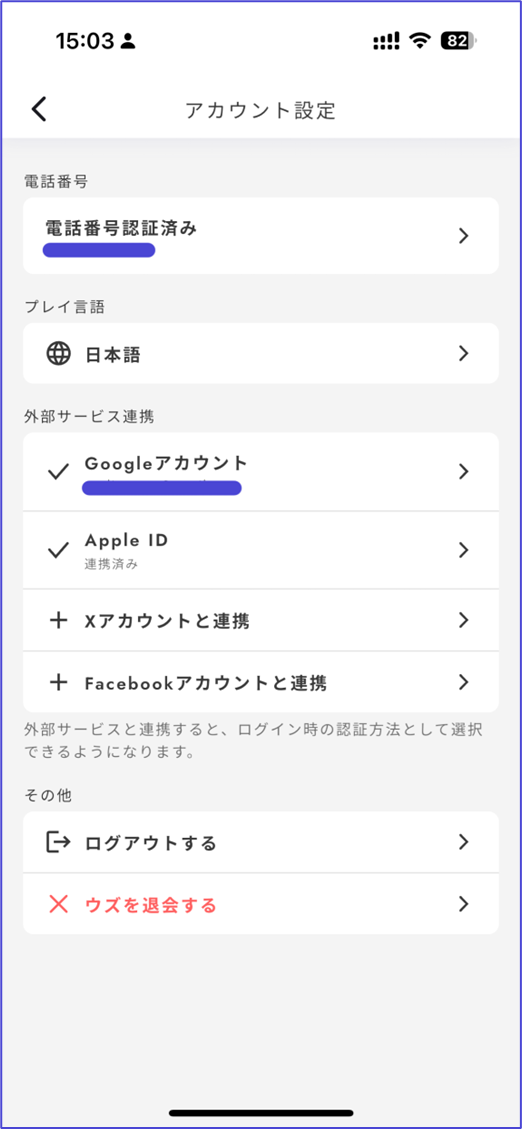 15:03
82
アカウント設定
電話番号
電話番号認証済み
プレイ言語
日本語
外部サービス連携
Googleアカウント
Apple ID
連携済み
Xアカウントと連携
Facebookアカウントと連携
外部サービスと連携すると、ログイン時の認証方法として選択
できるようになります。
その他
ログアウトする
ウズを退会する